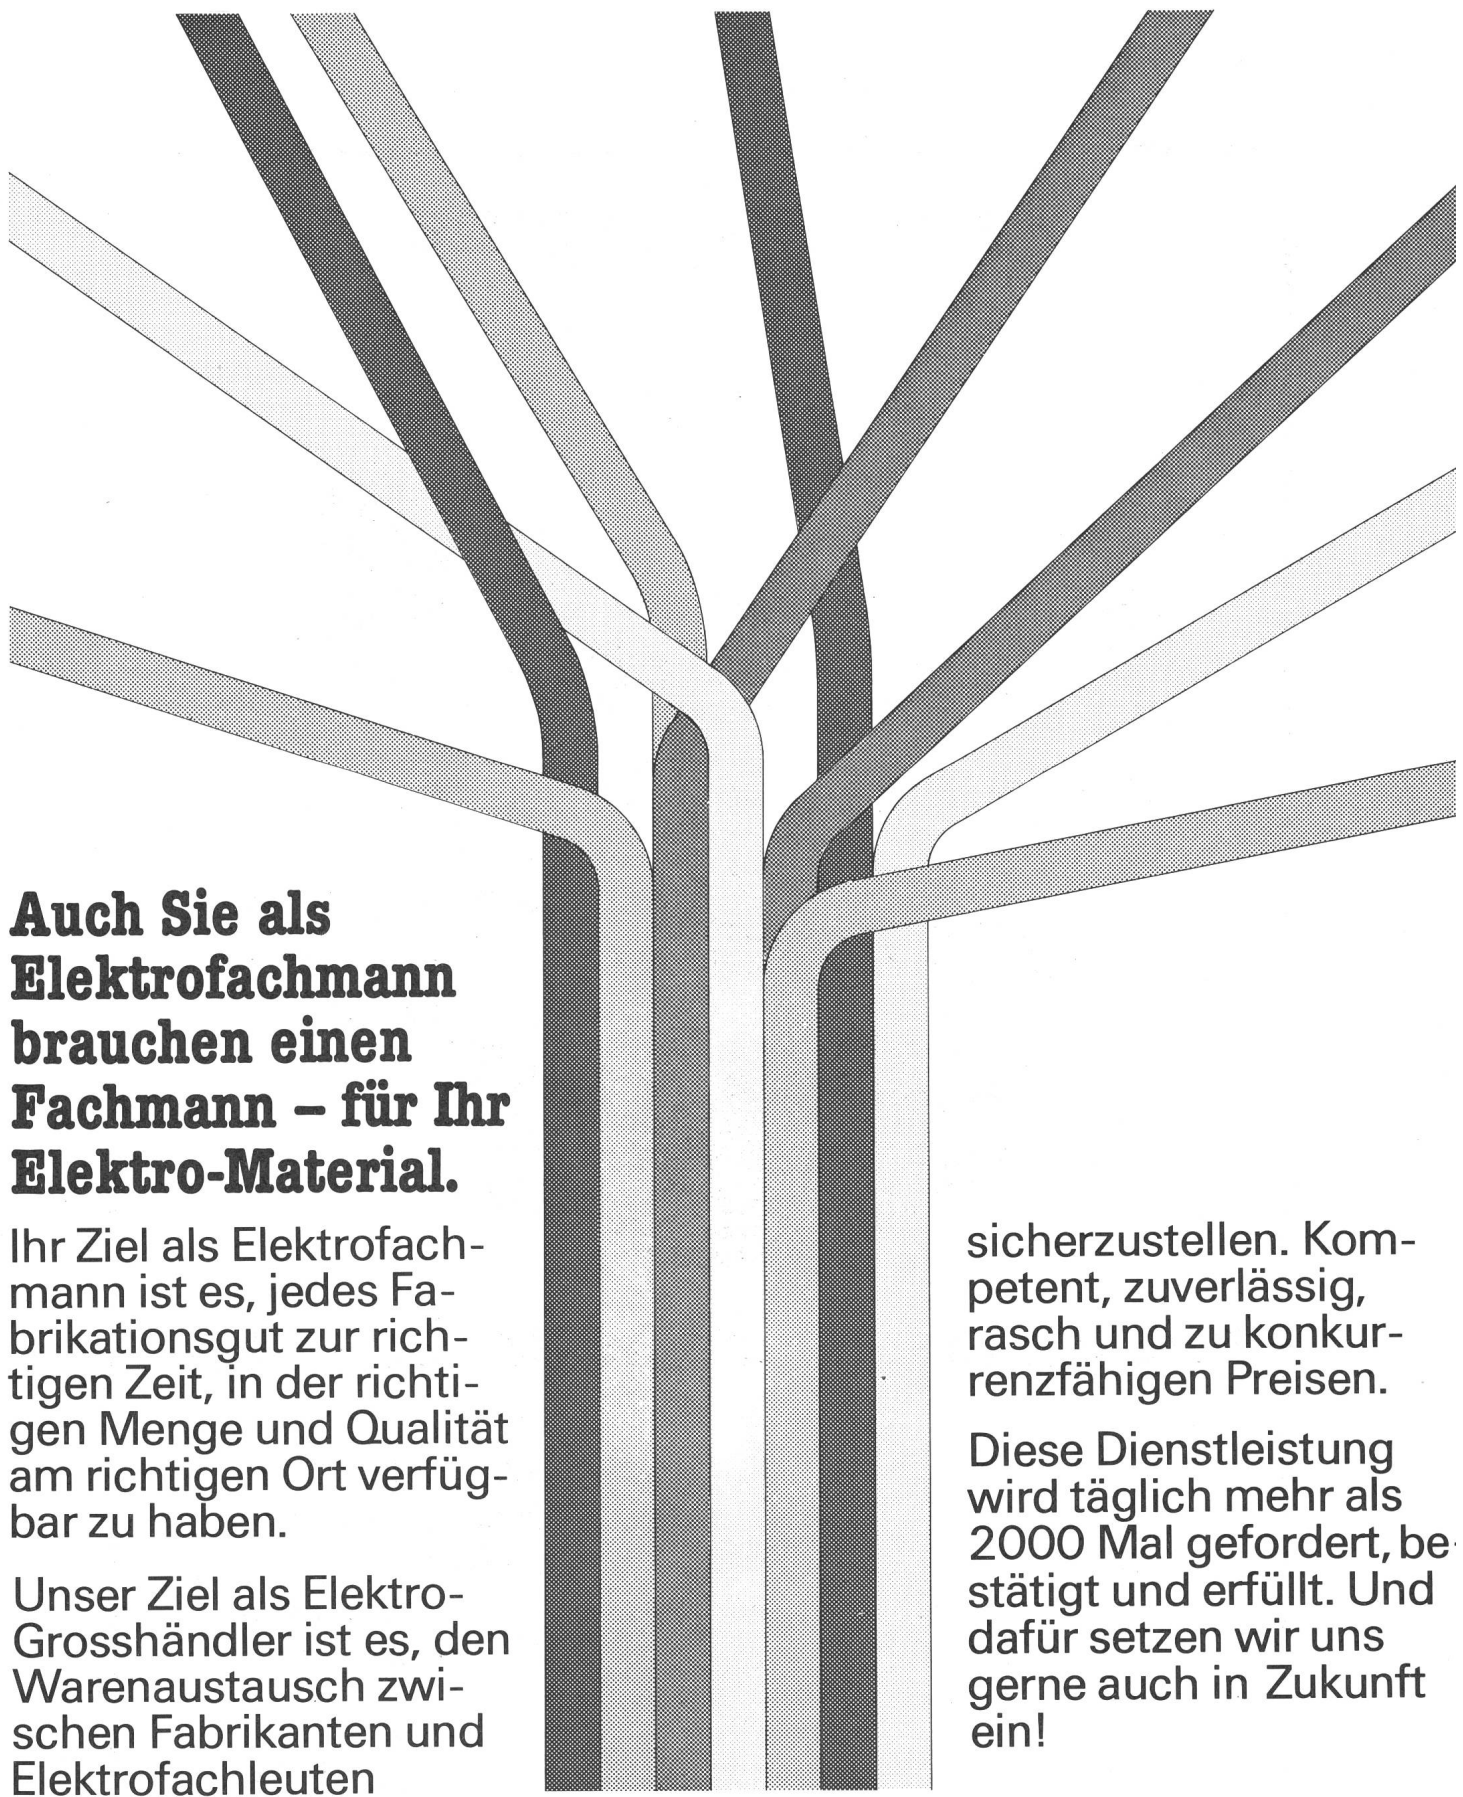 Auch Sie als
Elektrofachmann
brauchen einen
Fachmann – für Ihr
Elektro-Material.
Ihr Ziel als Elektrofach-
mann ist es, jedes Fa-
brikationsgut zur rich-
tigen Zeit, in der richti-
gen Menge und Qualität
am richtigen Ort verfüg-
bar zu haben.
Unser Ziel als Elektro-
Grosshändler ist es, den
Warenaustausch zwi-
schen Fabrikanten und
Elektrofachleuten
sicherzustellen. Kom-
petent, zuverlässig,
rasch und zu konkur-
renzfähigen Preisen.
Diese Dienstleistung
wird täglich mehr als
2000 Mal gefordert, be-
stätigt und erfüllt. Und
dafür setzen wir uns
gerne auch in Zukunft
ein!